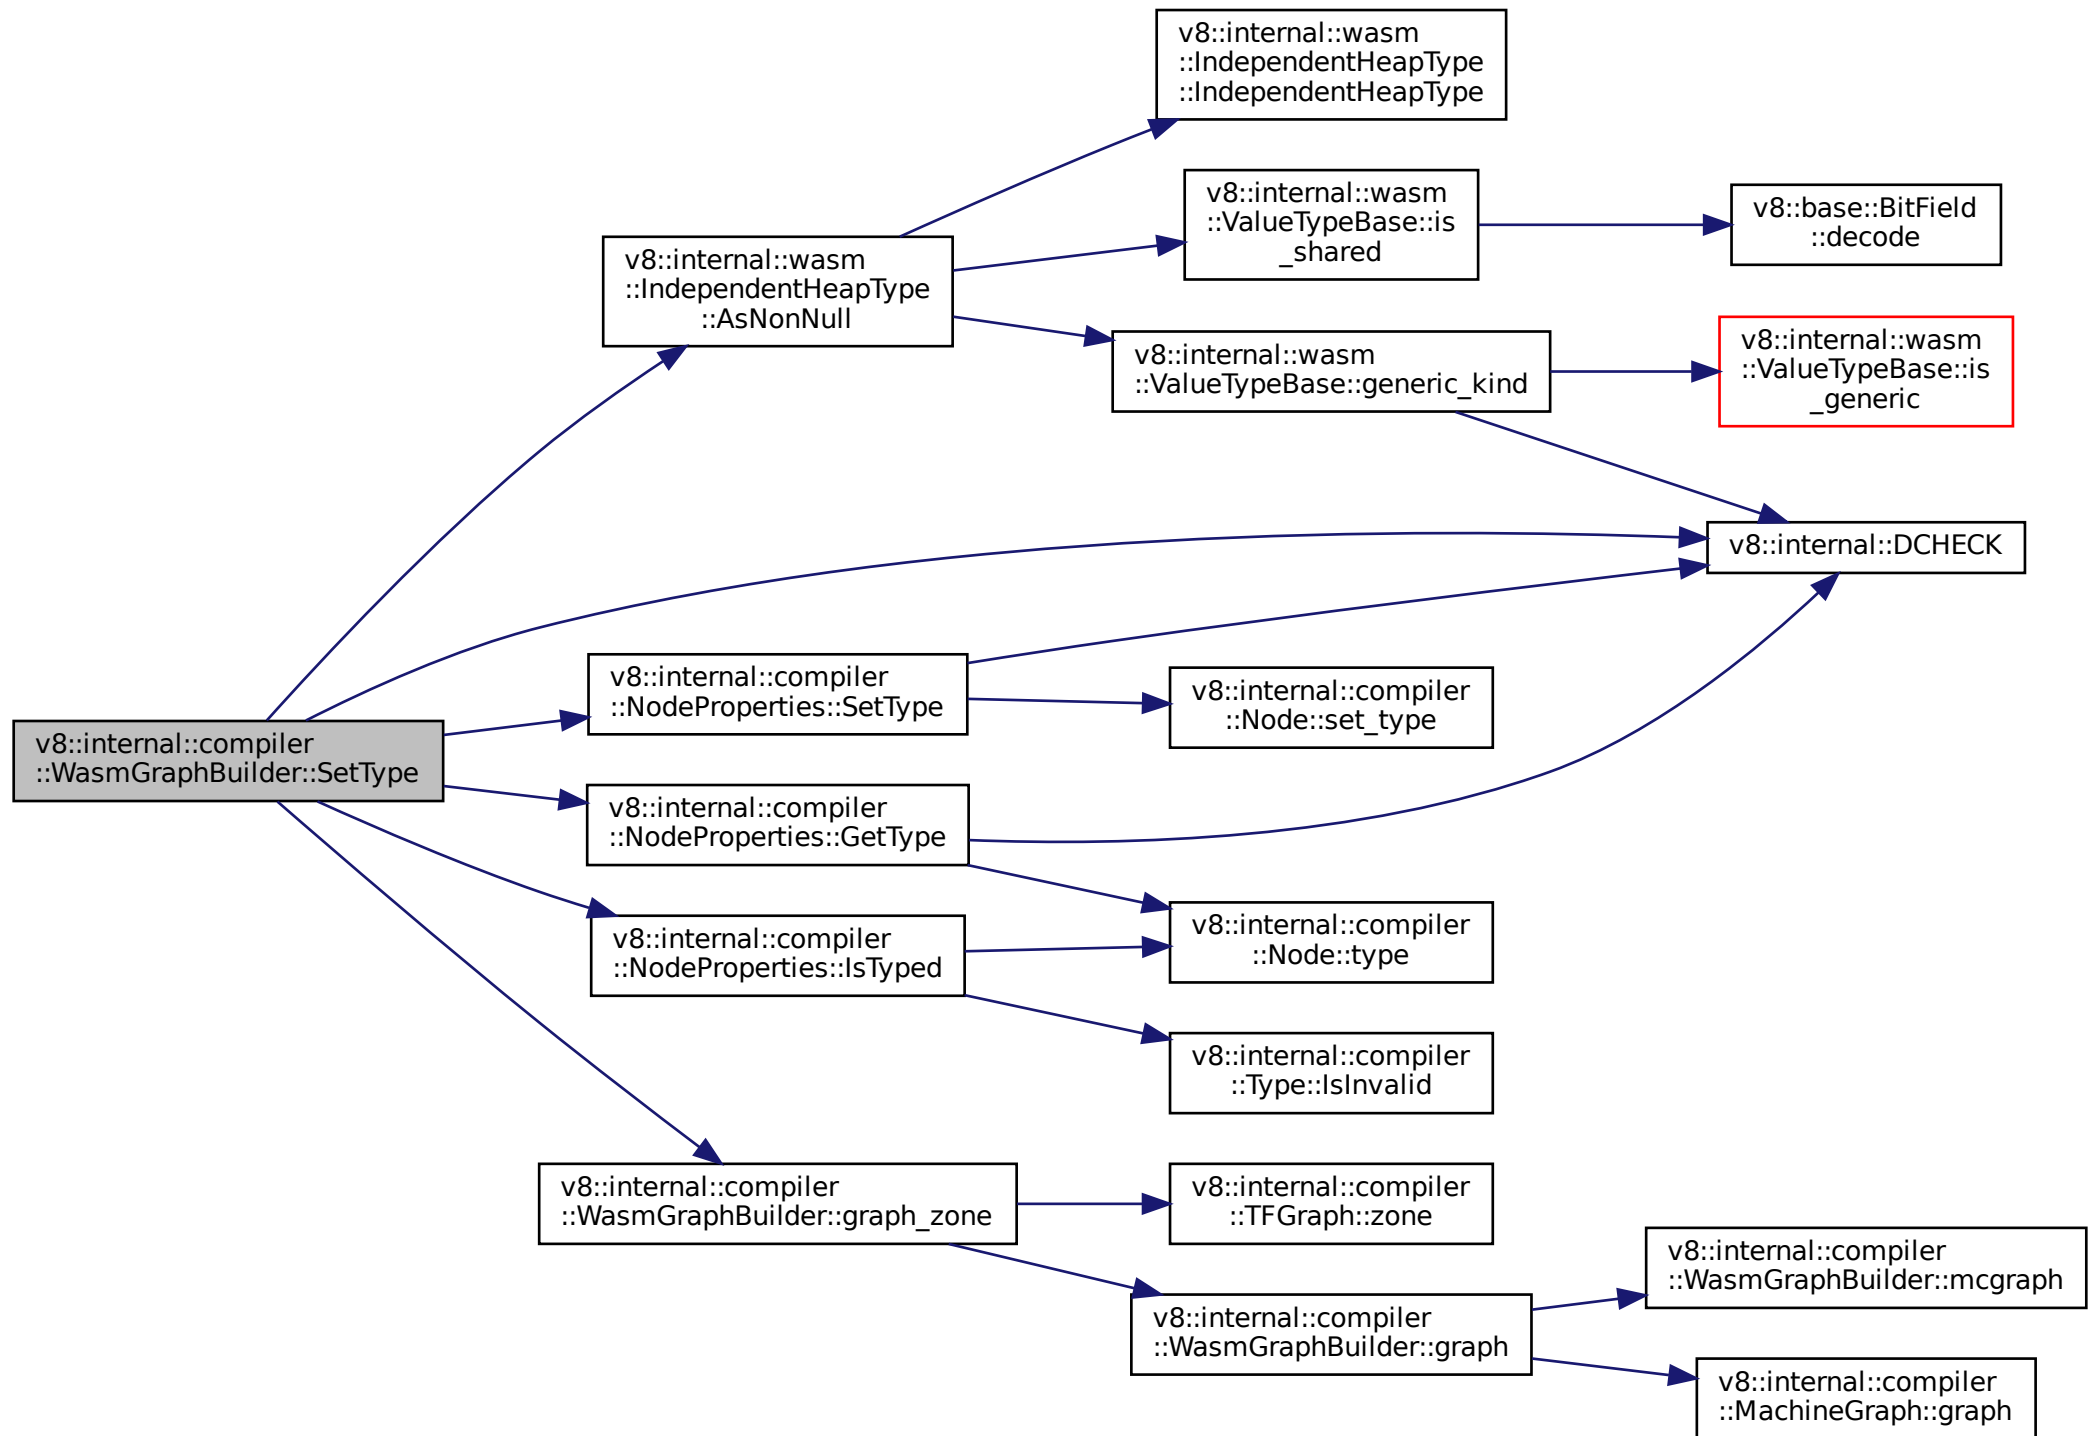 v8::internal::wasm
::IndependentHeapType
::IndependentHeapType
v8::internal::wasm
::ValueTypeBase::is
_shared
v8::base::BitField
::decode
v8::internal::wasm
::IndependentHeapType
::AsNonNull
v8::internal::wasm
::ValueTypeBase::generic_kind
v8::internal::wasm
::ValueTypeBase::is
_generic
v8::internal::DCHECK
v8::internal::compiler
::NodeProperties::SetType
v8::internal::compiler
::Node::set_type
v8::internal::compiler
::WasmGraphBuilder::SetType
v8::internal::compiler
::NodeProperties::GetType
v8::internal::compiler
::Node::type
v8::internal::compiler
::NodeProperties::IsTyped
v8::internal::compiler
::Type::IsInvalid
v8::internal::compiler
::WasmGraphBuilder::graph_zone
v8::internal::compiler
::TFGraph::zone
v8::internal::compiler
::WasmGraphBuilder::mcgraph
v8::internal::compiler
::WasmGraphBuilder::graph
v8::internal::compiler
::MachineGraph::graph